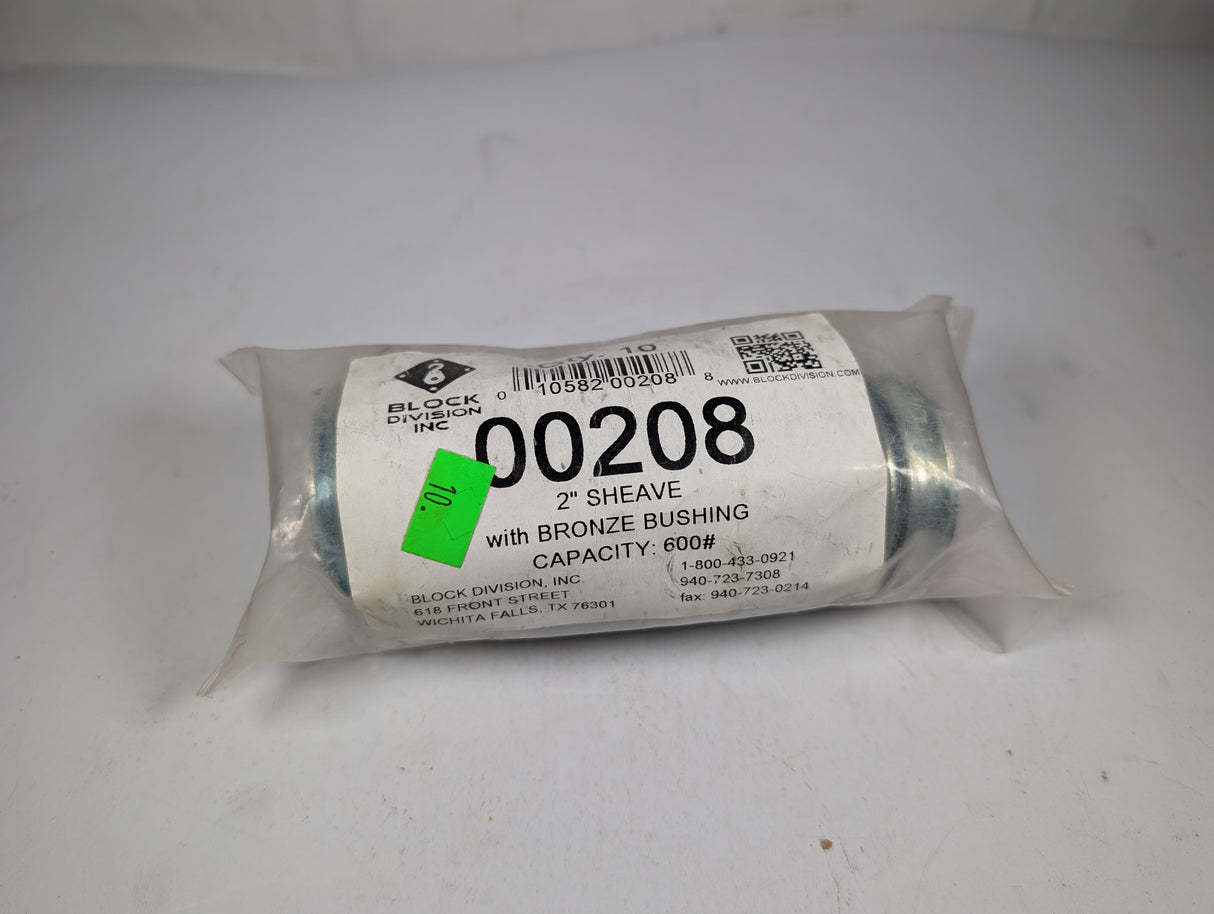 Qty: 10
BLOCK
DIVISION
INC
0 10582 00208 8
WWW.BLOCKDIVISION.COM
00208
10.
2" SHEAVE
with BRONZE BUSHING
CAPACITY: 600#
BLOCK DIVISION, INC.
618 FRONT STREET
WICHITA FALLS, TX 76301
1-800-433-0921
940-723-7308
fax: 940-723-0214